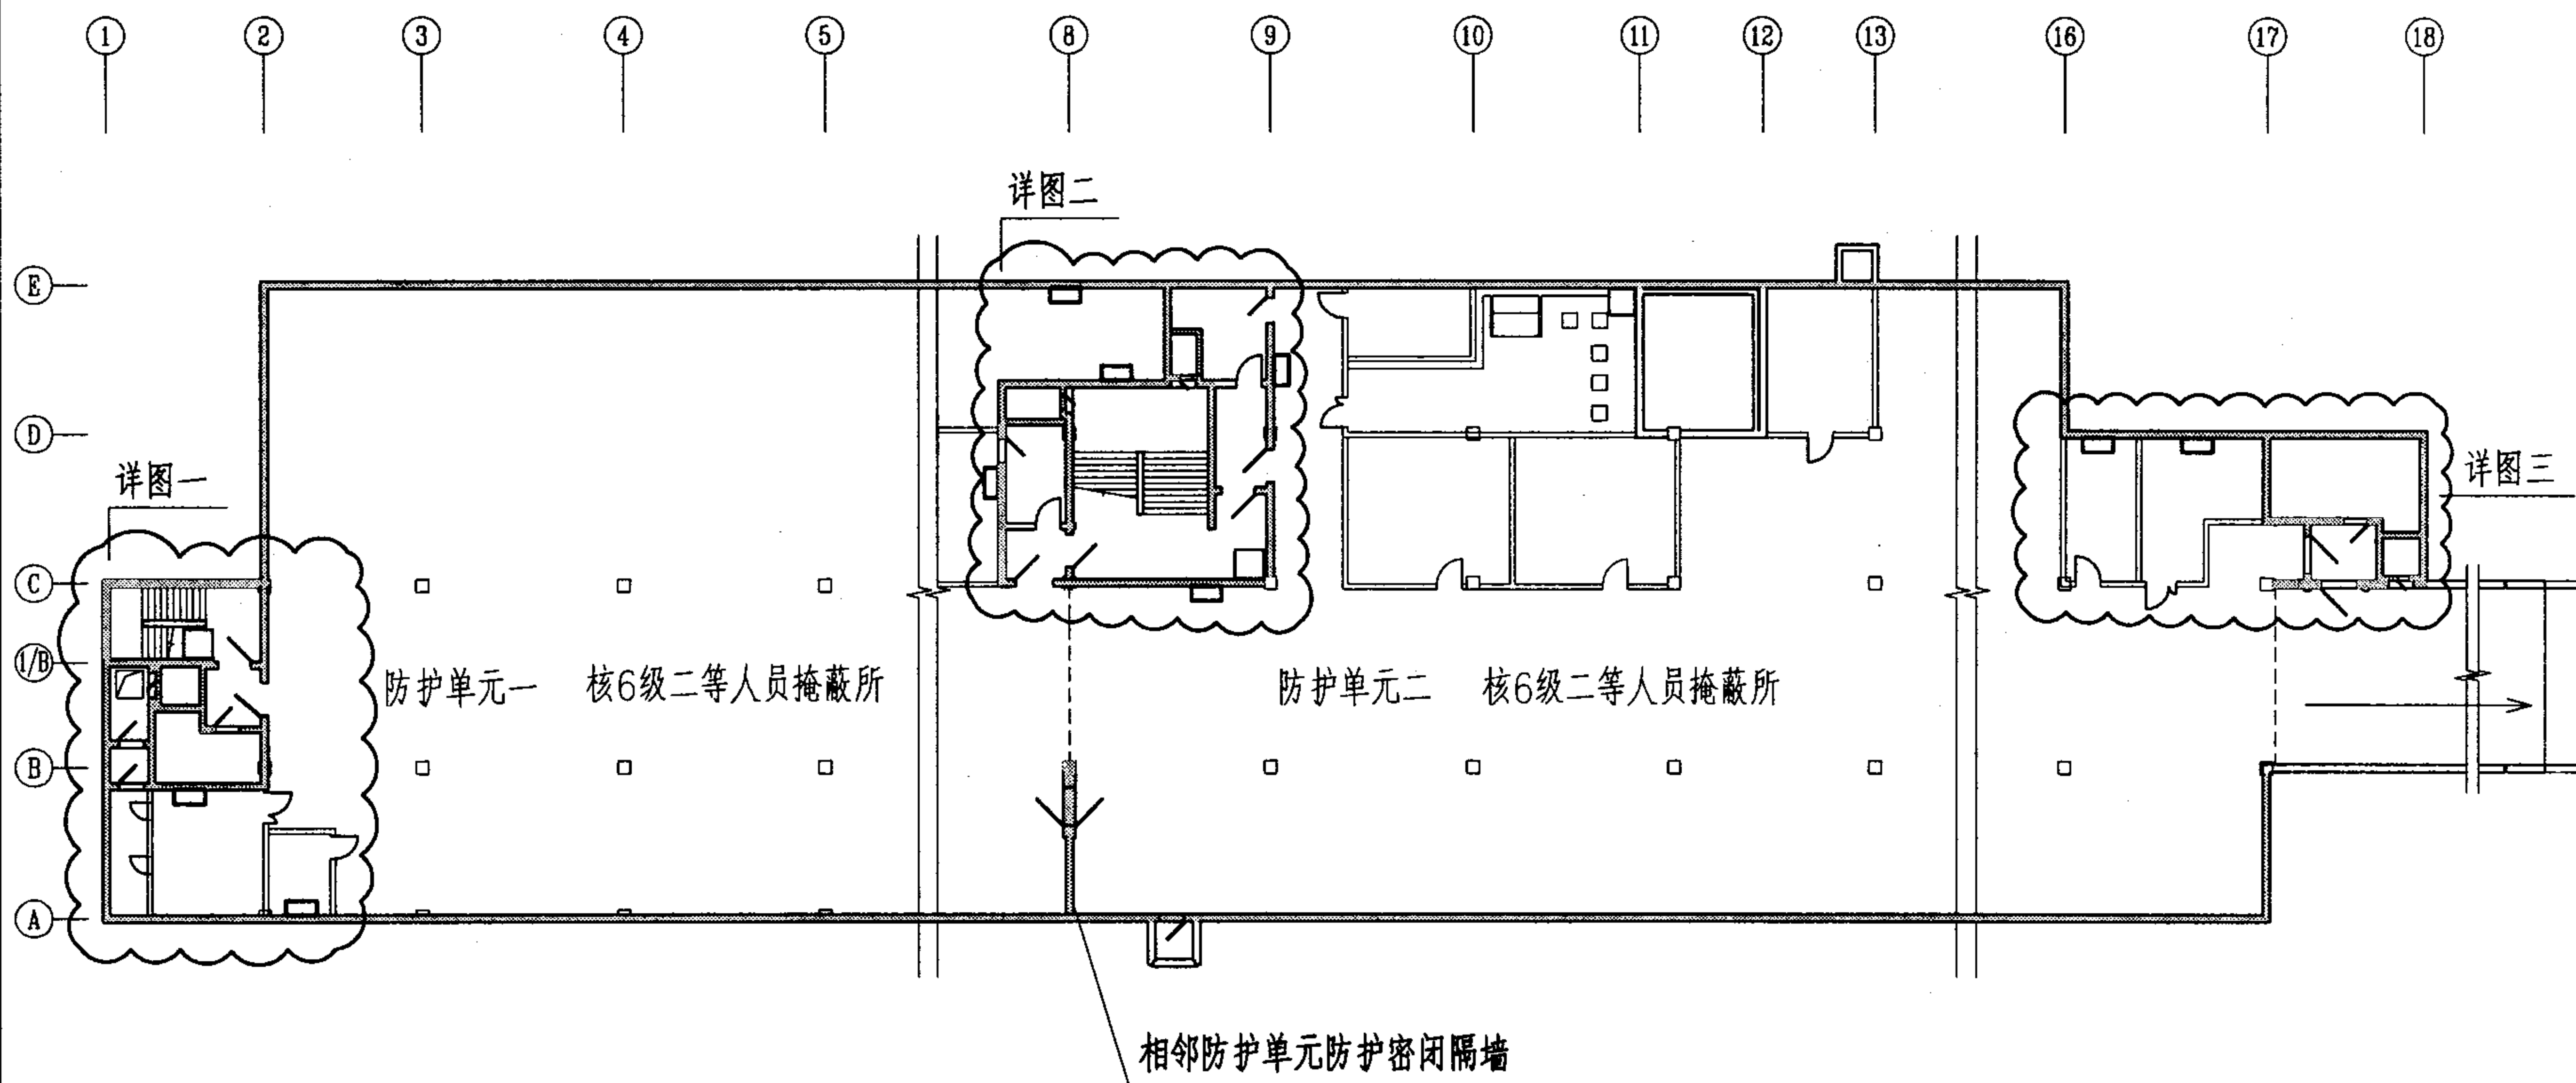 1 2 3 4 5 8 9 10 11 12 13 16 17 18
详图二
E
D
详图一
详图三
C
1/B
防护单元一 核6级二等人员掩蔽所
防护单元二 核6级二等人员掩蔽所
B
A
相邻防护单元防护密闭隔墙